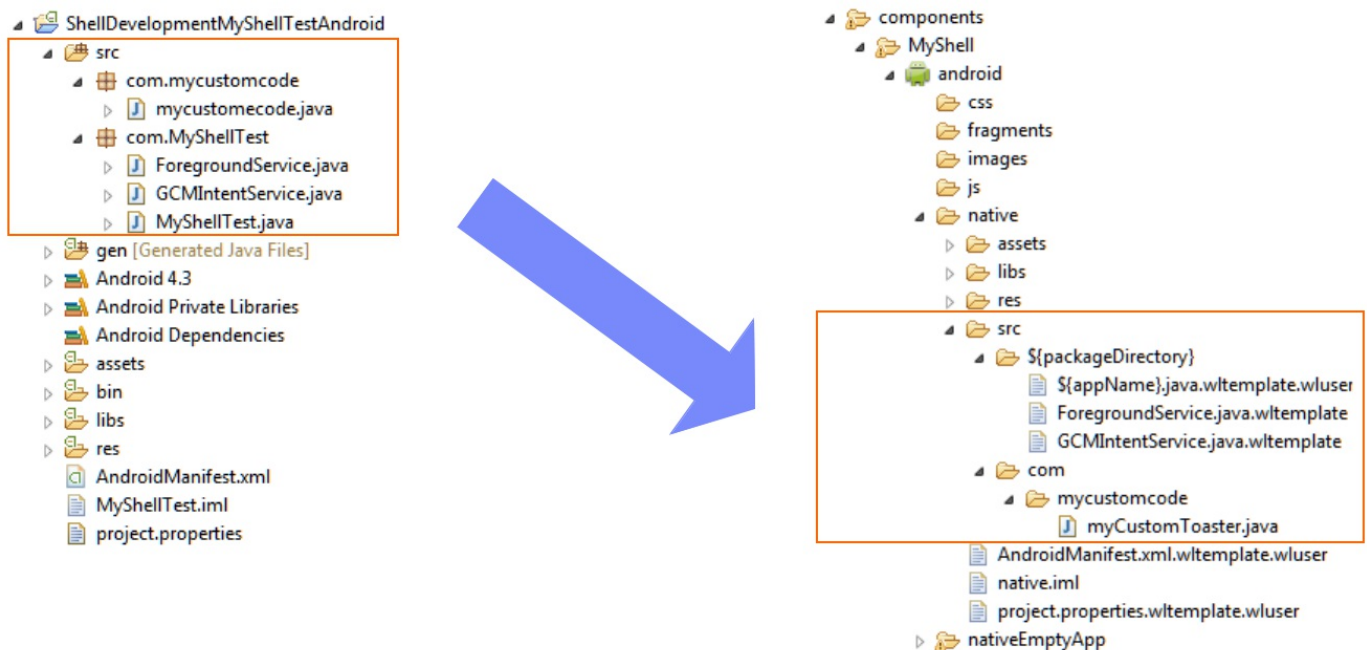 ShellDevelopmentMyShellTestAndroid
src
com.mycustomcode
mycustomecode.java
com.MyShellTest
ForegroundService.java
GCMIntentService.java
MyShellTest.java
gen [Generated Java Files]
Android 4.3
Android Private Libraries
Android Dependencies
assets
bin
libs
res
AndroidManifest.xml
MyShellTest.iml
project.properties
components
MyShell
android
css
fragments
images
js
native
assets
libs
res
src
${packageDirectory}
${appName}.java.wltemplate.wluser
ForegroundService.java.wltemplate
GCMIntentService.java.wltemplate
com
mycustomcode
myCustomToaster.java
AndroidManifest.xml.wltemplate.wluser
native.iml
project.properties.wltemplate.wluser
nativeEmptyApp